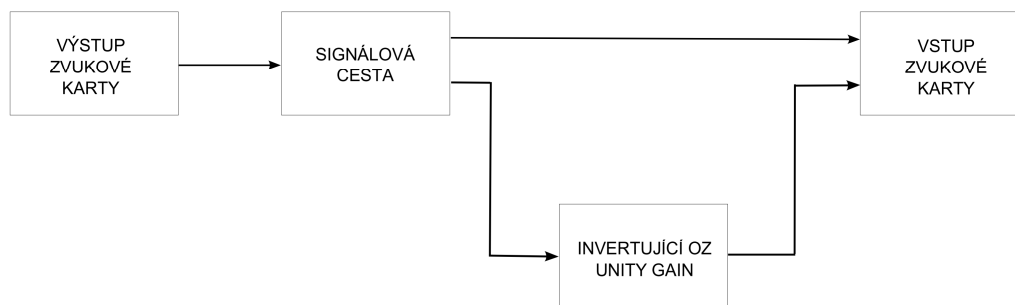 VÝSTUP
ZVUKOVÉ
KARTY
SIGNÁLOVÁ
CESTA
VSTUP
ZVUKOVÉ
KARTY
INVERTUJÍCÍ OZ
UNITY GAIN